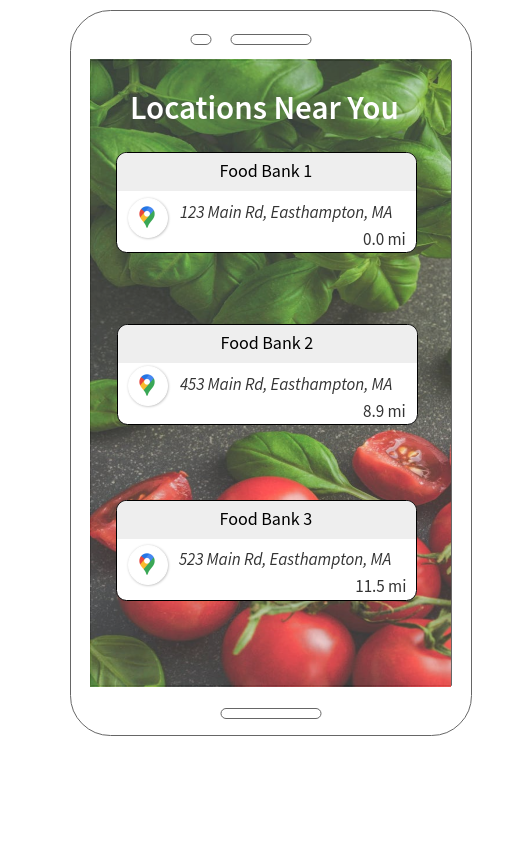 Locations Near You
Food Bank 1
123 Main Rd, Easthampton, MA
0.0 mi
Food Bank 2
453 Main Rd, Easthampton, MA
8.9 mi
Food Bank 3
523 Main Rd, Easthampton, MA
11.5 mi